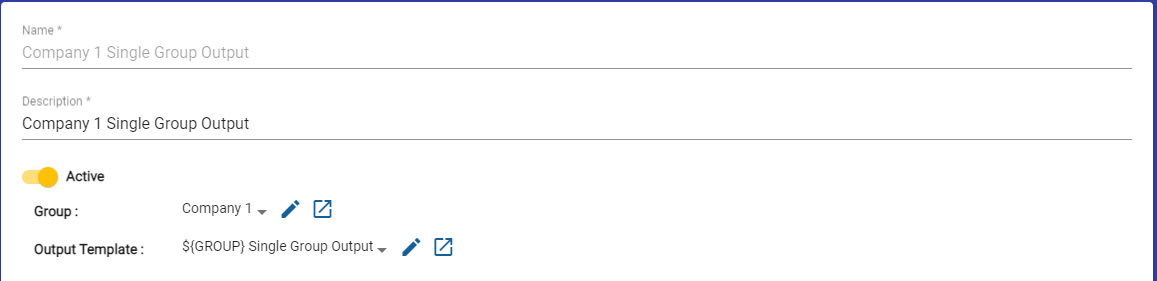 Name *
Company 1 Single Group Output
Description *
Company 1 Single Group Output
Active
Group : Company 1
Output Template : ${GROUP} Single Group Output